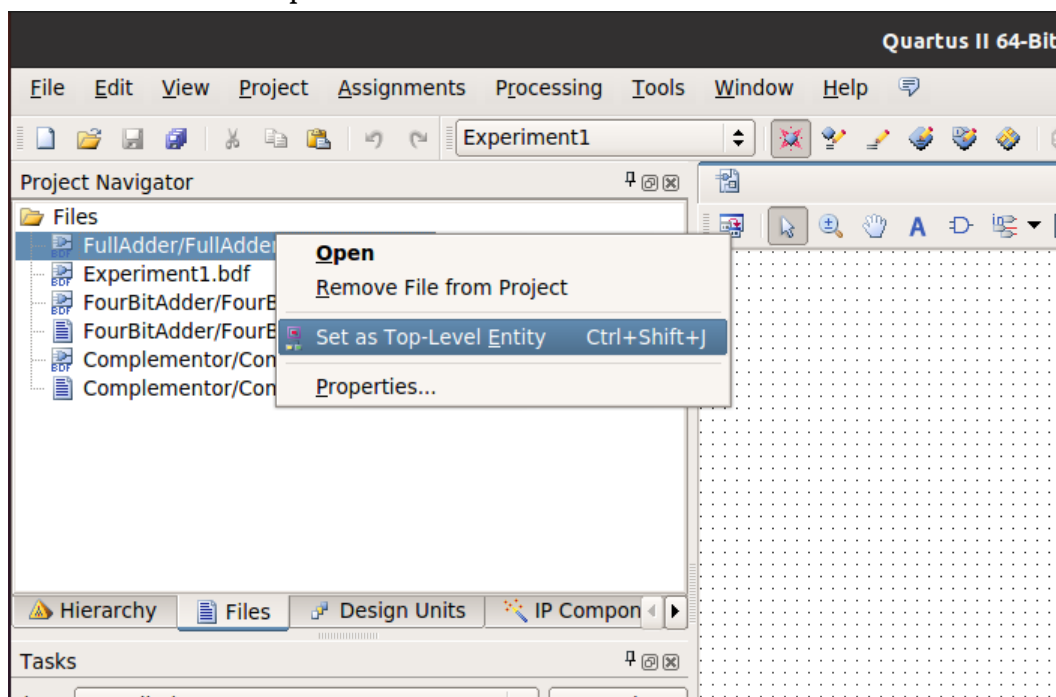 Quartus II 64-Bit
File Edit View Project Assignments Processing Tools Window Help
Experiment1
Project Navigator
Files
FullAdder/FullAdder
Experiment1.bdf
FourBitAdder/FourB
FourBitAdder/FourB
Complementor/Con
Complementor/Con
Open
Remove File from Project
Set as Top-Level Entity Ctrl+Shift+J
Properties...
Hierarchy Files Design Units IP Compon
Tasks